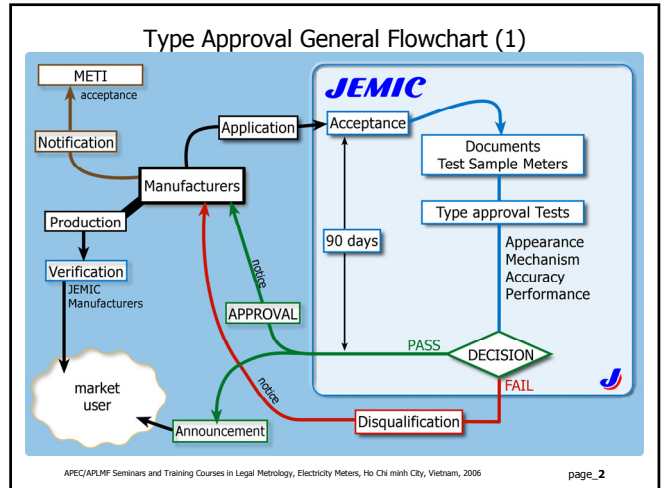 Type Approval General Flowchart (1)
METI
acceptance
Notification
Manufacturers
Production
Verification
JEMIC
Manufacturers
market
user
Application
JEMIC
Acceptance
Documents
Test Sample Meters
Type approval Tests
Appearance
Mechanism
Accuracy
Performance
90 days
DECISION
PASS
FAIL
notice
APPROVAL
notice
Announcement
Disqualification
J
APEC/APLMF Seminars and Training Courses in Legal Metrology, Electricity Meters, Ho Chi minh City, Vietnam, 2006
page_2